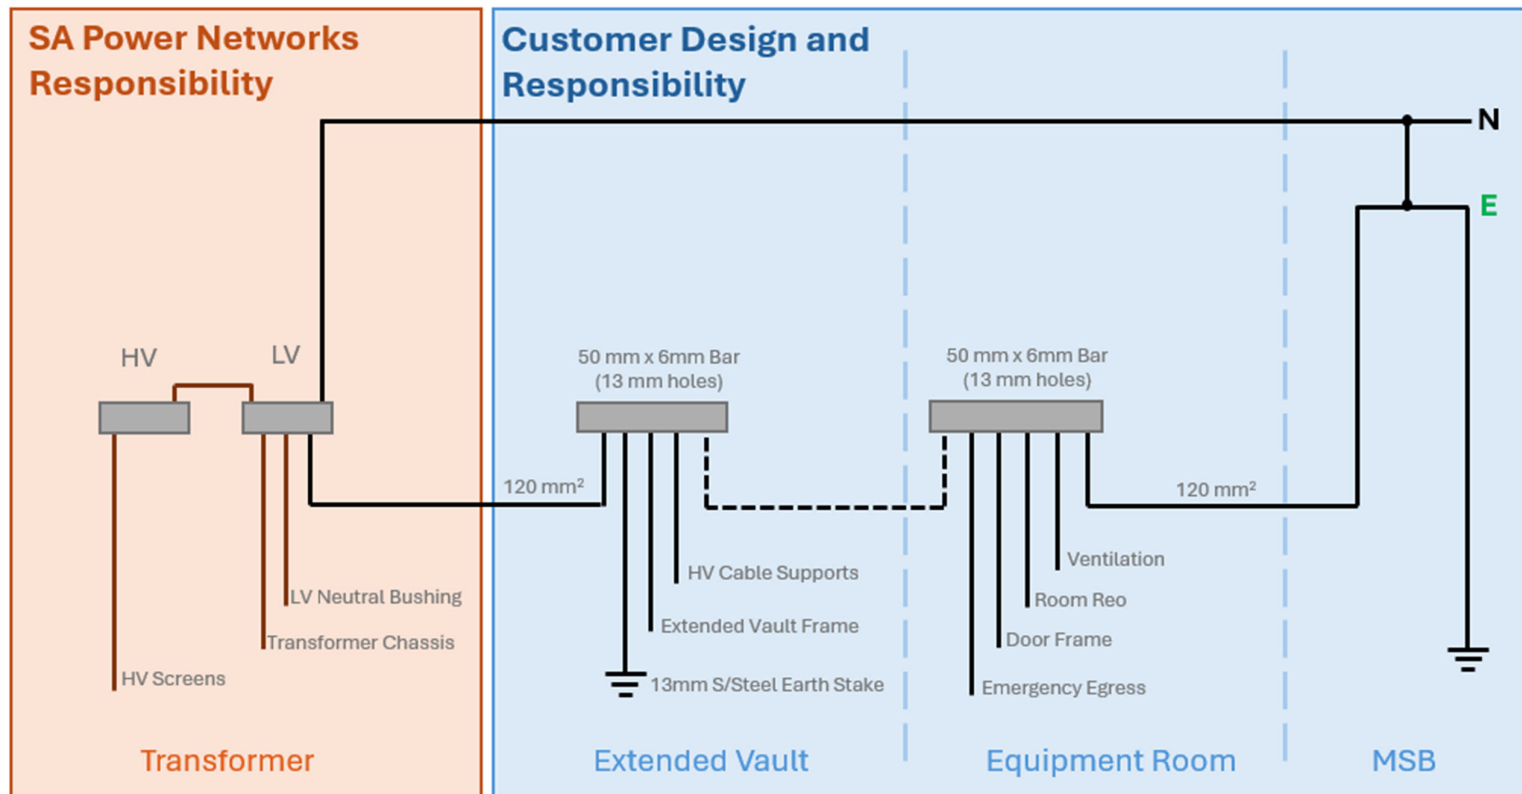 SA Power Networks
Responsibility
Customer Design and
Responsibility
N
E
HV
LV
50 mm x 6mm Bar
(13 mm holes)
50 mm x 6mm Bar
(13 mm holes)
120 mm²
120 mm²
HV Cable Supports
Ventilation
LV Neutral Bushing
Room Reo
Extended Vault Frame
Transformer Chassis
Door Frame
HV Screens
13mm S/Steel Earth Stake
Emergency Egress
Transformer
Extended Vault
Equipment Room
MSB